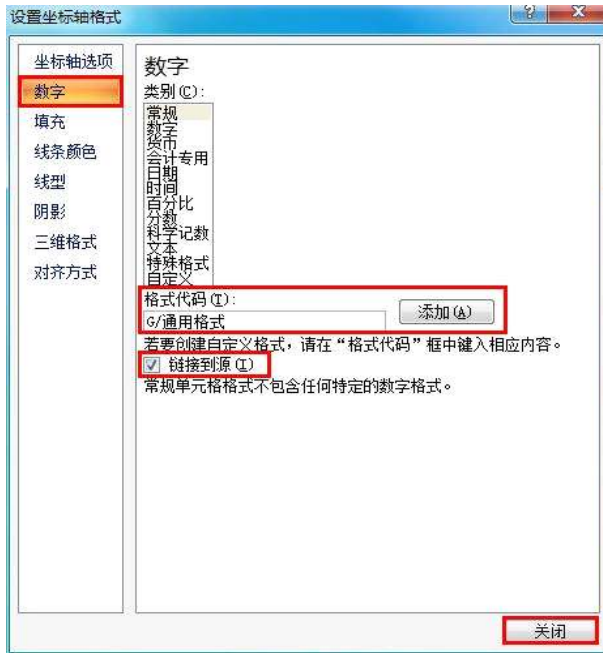 设置坐标轴格式
坐标轴选项
数字
填充
线条颜色
线型
阴影
三维格式
对齐方式
数字
类别(C):
常规
数字
货币
会计专用
日期
时间
百分比
分数
科学记数
文本
特殊格式
自定义
格式代码(T):
G/通用格式
添加(A)
若要创建自定义格式，请在“格式代码”框中键入相应内容。
链接到源(I)
常规单元格格式不包含任何特定的数字格式。
关闭